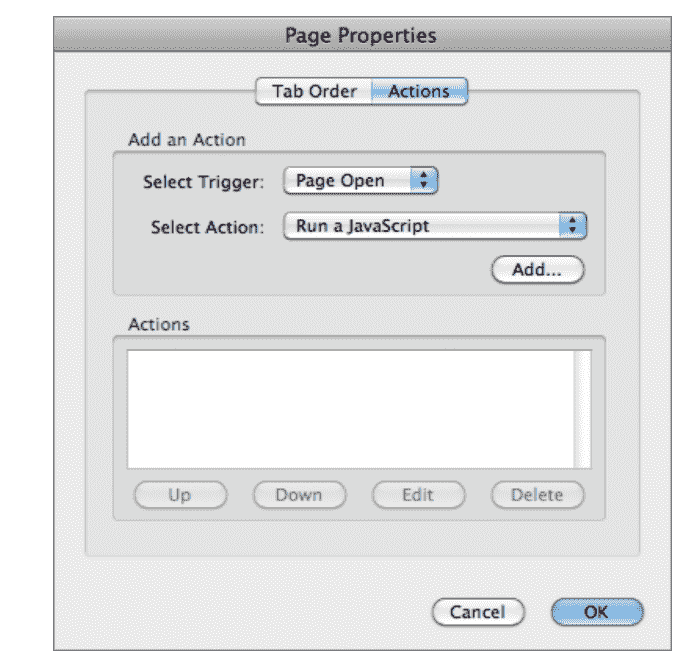 Page Properties
Tab Order Actions
Add an Action
Select Trigger: Page Open
Select Action: Run a JavaScript
Add...
Actions
Up Down Edit Delete
Cancel OK